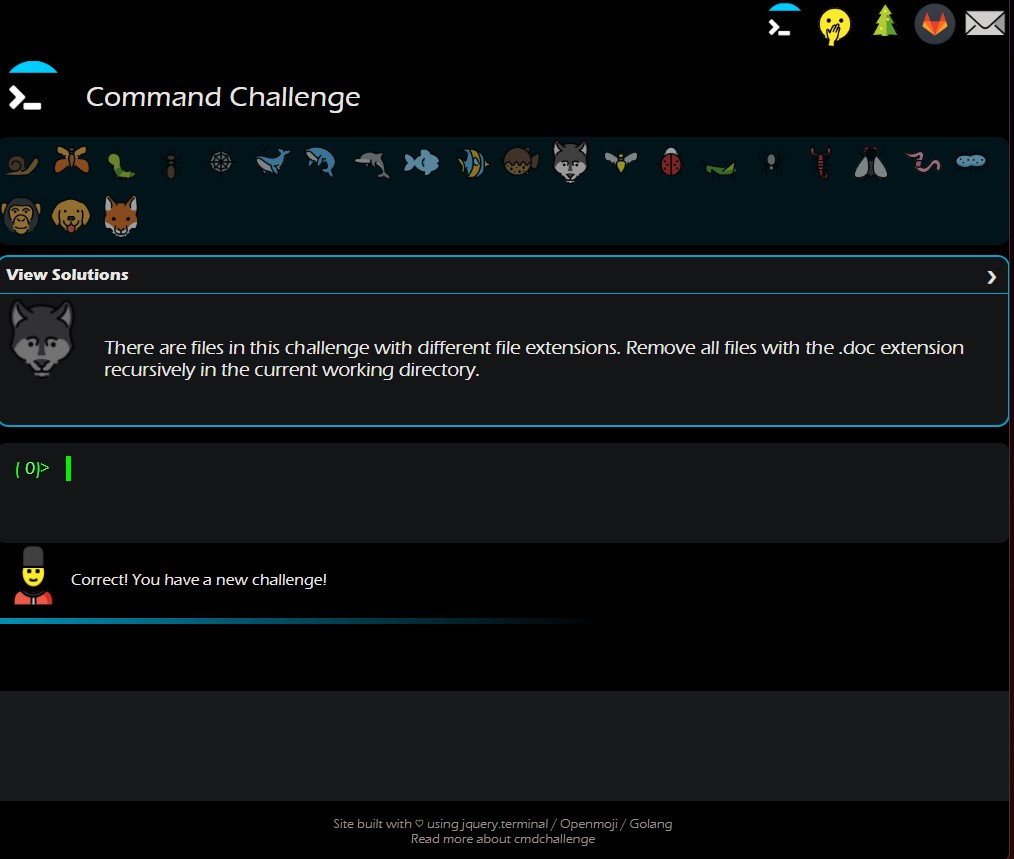 Command Challenge
View Solutions
There are files in this challenge with different file extensions. Remove all files with the .doc extension
recursively in the current working directory.
( 0)>
Correct! You have a new challenge!
Site built with ♡ using jquery.terminal / Openmoji / Golang
Read more about cmdchallenge